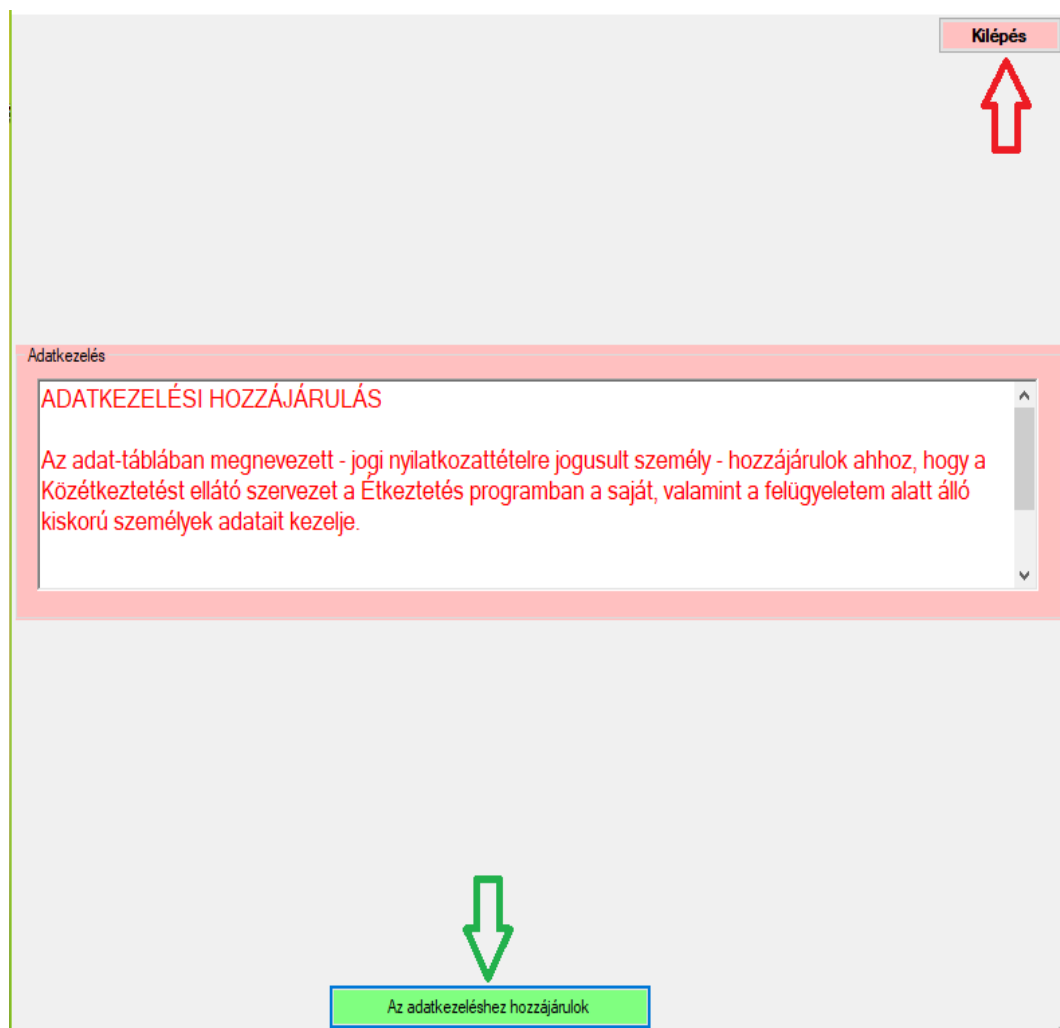 Kilépés
Adatkezelés
ADATKEZELÉSI HOZZÁJÁRULÁS
Az adat-táblában megnevezett - jogi nyilatkozattételre jogusult személy - hozzájárulok ahhoz, hogy a
Közétkeztetést ellátó szervezet a Étkeztetés programban a saját, valamint a felügyeletem alatt álló
kiskorú személyek adatait kezelje.
Az adatkezeléshez hozzájárulok